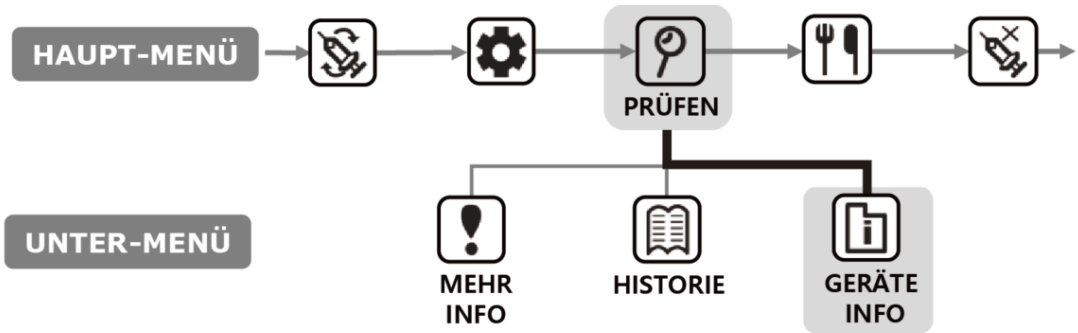 HAUPT-MENÜ
PRÜFEN
UNTER-MENÜ
MEHR
INFO
HISTORIE
GERÄTE
INFO